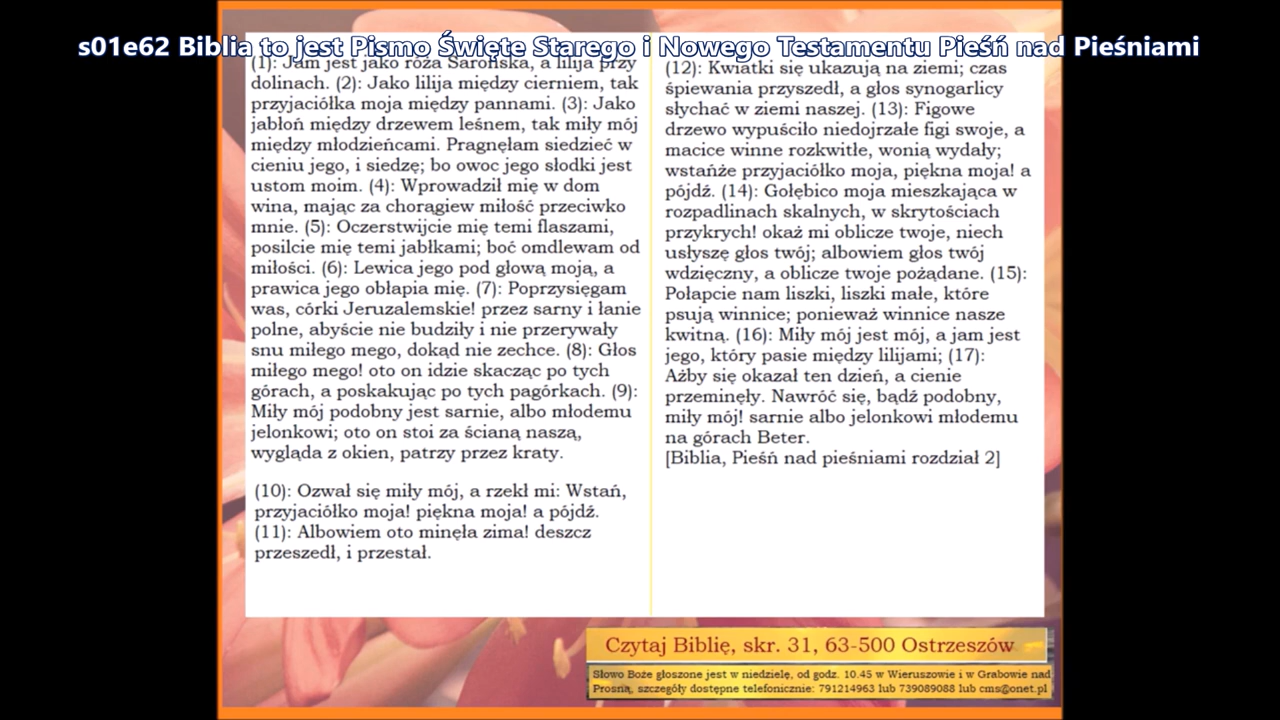 s01e62 Biblia to jest Pismo Święte Starego i Nowego Testamentu Pieśń nad Pieśniami
(1): Jam jest jako róża Sarońska, a lilija przy
dolinach. (2): Jako lilija między cierniem, tak
przyjaciółka moja między pannami. (3): Jako
jabłoń między drzewem leśnem, tak miły mój
między młodzieńcami. Pragnęłam siedzieć w
cieniu jego, i siedzę; bo owoc jego słodki jest
ustom moim. (4): Wprowadził mię w dom
wina, mając za chorągiew miłość przeciwko
mnie. (5): Oczerstwijcie mię temi flaszami,
posilcie mię temi jabłkami; boć omdlewam od
miłości. (6): Lewica jego pod głową moją, a
prawica jego obłapia mię. (7): Poprzysięgam
was, córki Jeruzalemskie! przez sarny i łanie
polne, abyście nie budziły i nie przerywały
snu miłego mego, dokąd nie zechce. (8): Głos
miłego mego! oto on idzie skacząc po tych
górach, a poskakując po tych pagórkach. (9):
Miły mój podobny jest sarnie, albo młodemu
jelonkowi; oto on stoi za ścianą naszą,
wygląda z okien, patrzy przez kraty.
(10): Ozwał się miły mój, a rzekł mi: Wstań,
przyjaciółko moja! piękna moja! a pójdź.
(11): Albowiem oto minęła zima! deszcz
przeszedł, i przestał.
(12): Kwiatki się ukazują na ziemi; czas
śpiewania przyszedł, a głos synogarlicy
słychać w ziemi naszej. (13): Figowe
drzewo wypuściło niedojrzałe figi swoje, a
macice winne rozkwitłe, wonią wydały;
wstańże przyjaciółko moja, piękna moja! a
pójdź. (14): Gołębico moja mieszkająca w
rozpadlinach skalnych, w skrytościach
przykrych! okaż mi oblicze twoje, niech
usłyszę głos twój; albowiem głos twój
wdzięczny, a oblicze twoje pożądane. (15):
Połapcie nam liszki, liszki małe, które
psują winnice; ponieważ winnice nasze
kwitną. (16): Miły mój jest mój, a jam jest
jego, który pasie między lilijami; (17):
Ażby się okazał ten dzień, a cienie
przeminęły. Nawróć się, bądź podobny,
miły mój! sarnie albo jelonkowi młodemu
na górach Beter.
[Biblia, Pieśń nad pieśniami rozdział 2]
Czytaj Biblię, skr. 31, 63-500 Ostrzeszów
Słowo Boże głoszone jest w niedzielę, od godz. 10.45 w Wieruszowie i w Grabowie nad
Prosną, szczegóły dostępne telefonicznie: 791214963 lub 739089088 lub cms@onet.pl